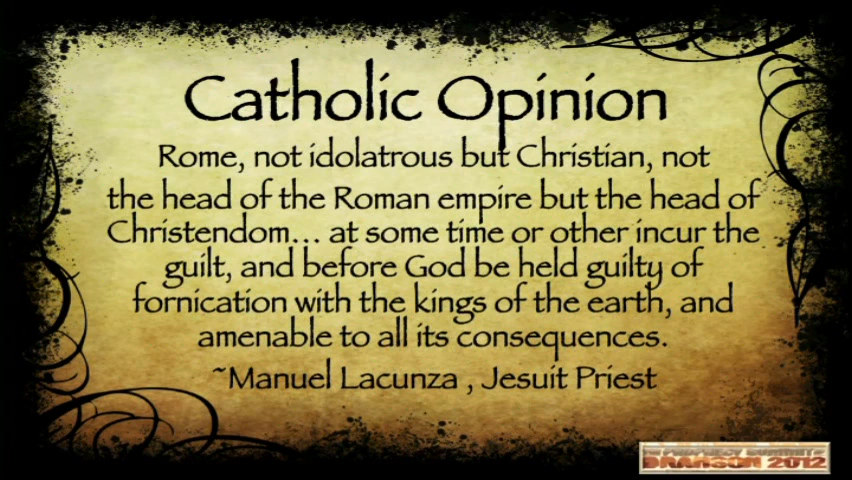 Catholic Opinion
Rome, not idolatrous but Christian, not
the head of the Roman empire but the head of
Christendom... at some time or other incur the
guilt, and before God be held guilty of
fornication with the kings of the earth, and
amenable to all its consequences.
~Manuel Lacunza , Jesuit Priest
PROPHECY SUMMIT
BRANSON 2012